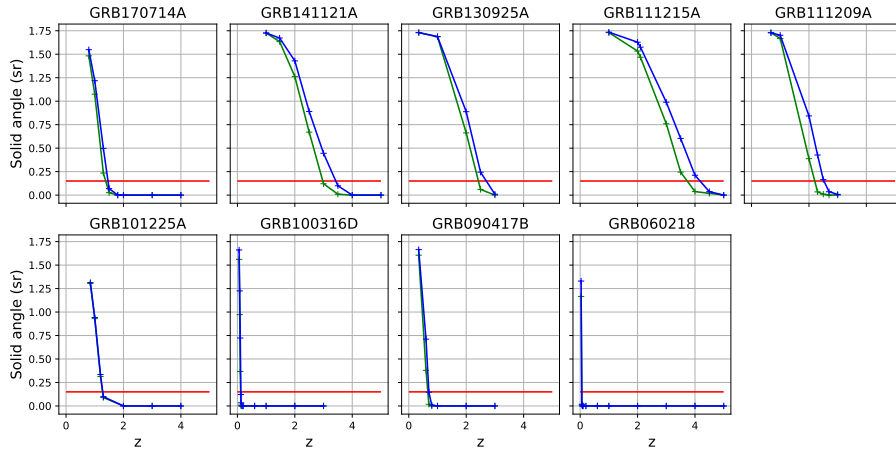 GRB170714A GRB141121A GRB130925A GRB111215A GRB111209A
Solid angle (sr)
1.75
1.50
1.25
1.00
0.75
0.50
0.25
0.00
GRB101225A GRB100316D GRB090417B GRB060218
Solid angle (sr)
1.75
1.50
1.25
1.00
0.75
0.50
0.25
0.00
0 2 4 0 2 4 0 2 4 0 2 4
z z z z